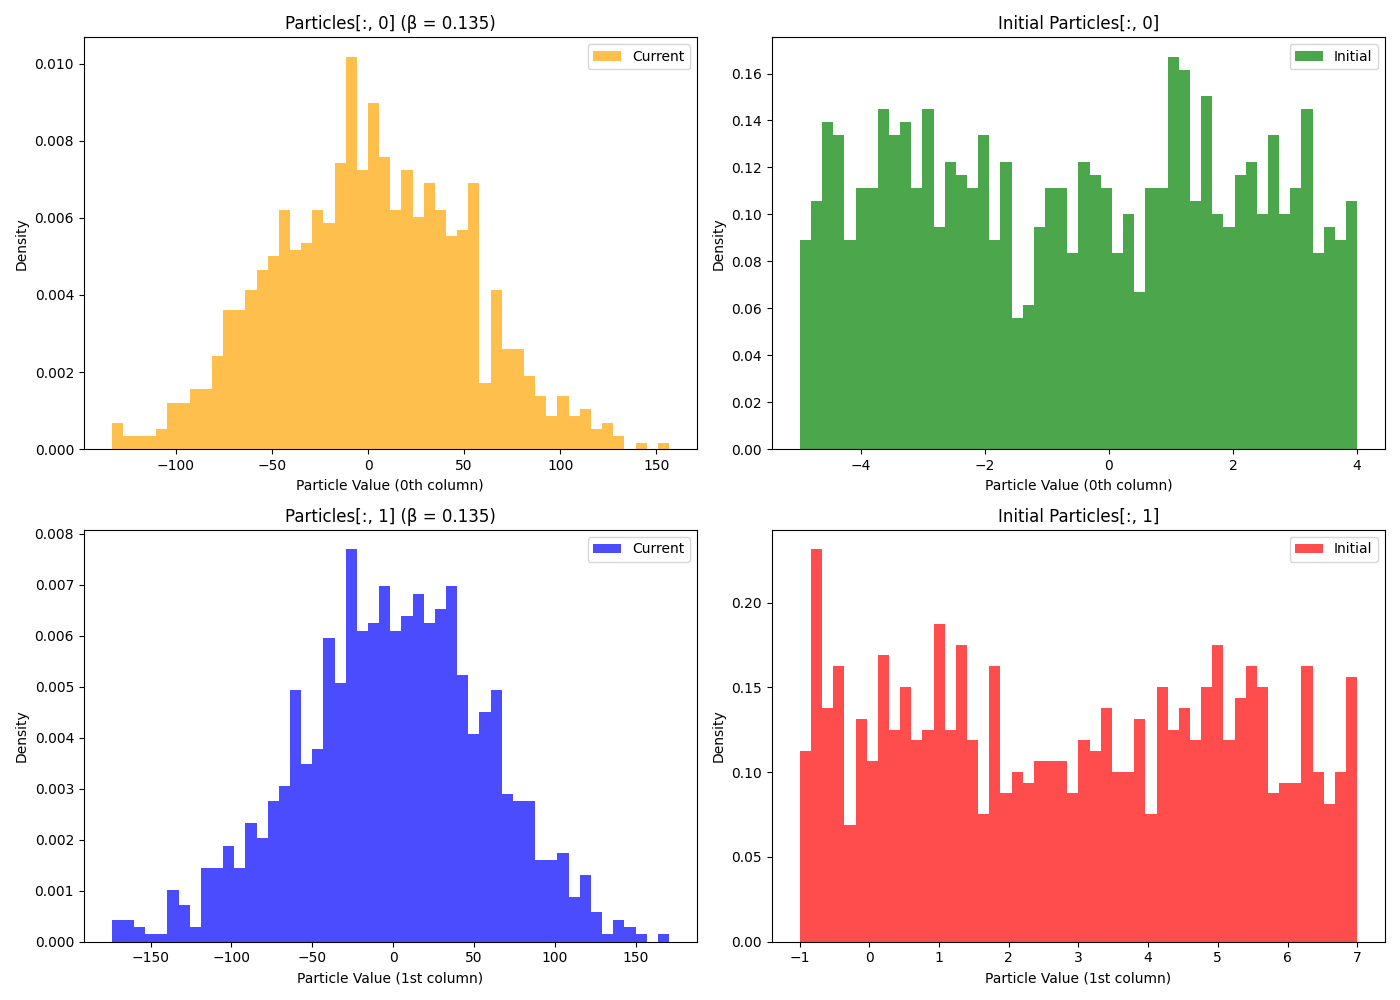 Particles[:, 0] (β = 0.135)
Current
Density
0.010
0.008
0.006
0.004
0.002
0.000
−100 −50 0 50 100 150
Particle Value (0th column)
Initial Particles[:, 0]
Initial
Density
0.16
0.14
0.12
0.10
0.08
0.06
0.04
0.02
0.00
−4 −2 0 2 4
Particle Value (0th column)
Particles[:, 1] (β = 0.135)
Current
Density
0.008
0.007
0.006
0.005
0.004
0.003
0.002
0.001
0.000
−150 −100 −50 0 50 100 150
Particle Value (1st column)
Initial Particles[:, 1]
Initial
Density
0.20
0.15
0.10
0.05
0.00
−1 0 1 2 3 4 5 6 7
Particle Value (1st column)